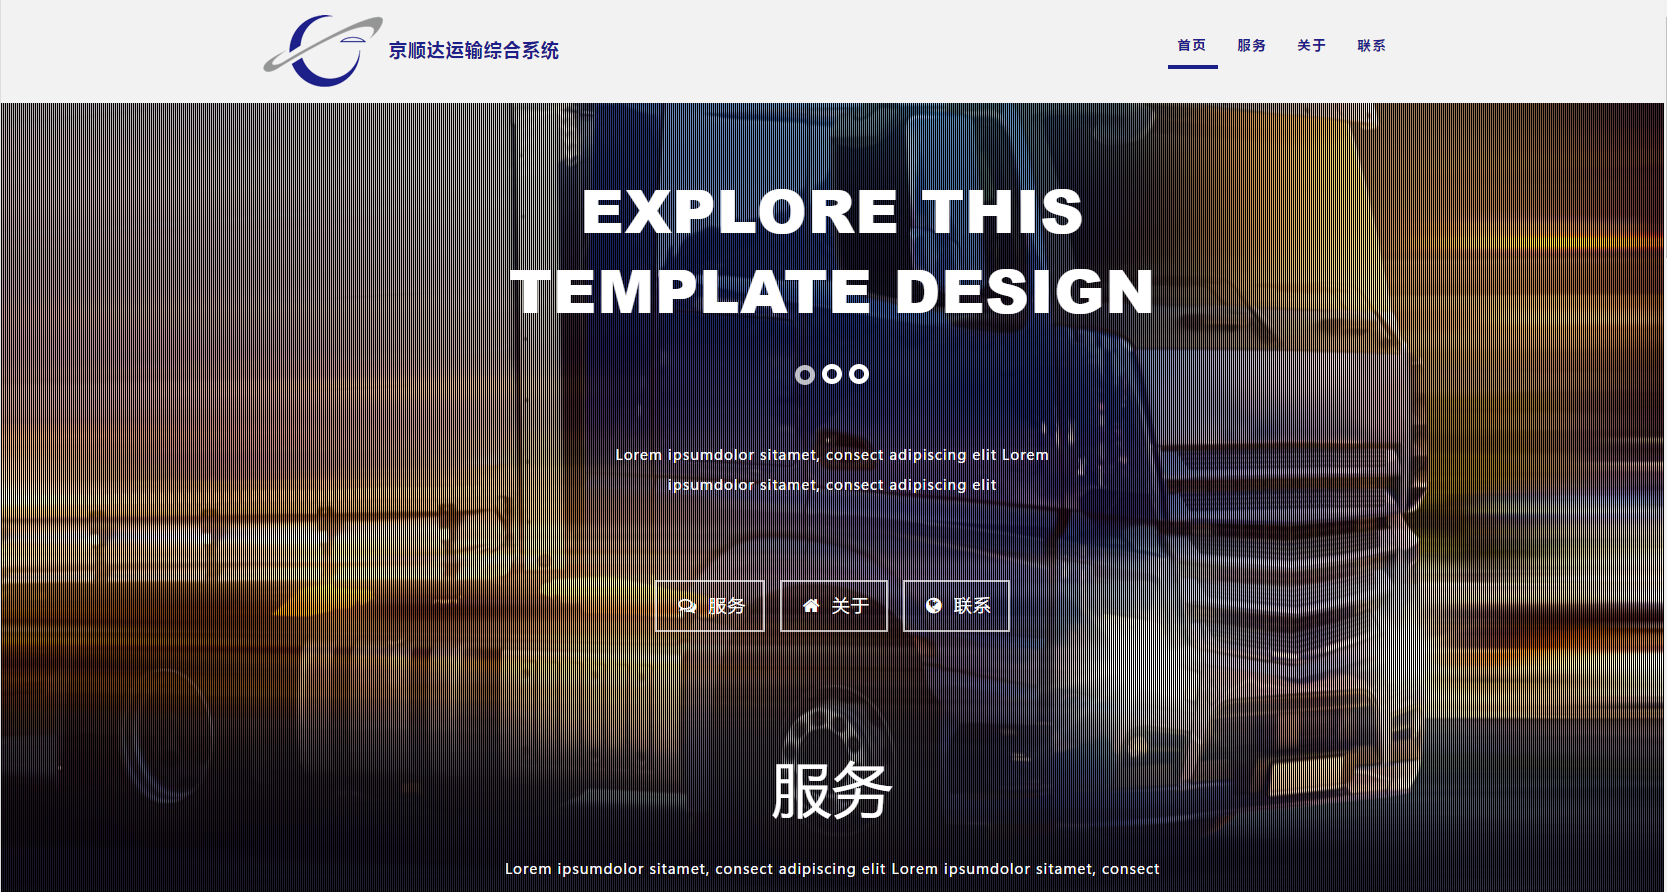 京顺达运输综合系统
首页 服务 关于 联系
EXPLORE THIS
TEMPLATE DESIGN
Lorem ipsumdolor sitamet, consect adipiscing elit Lorem
ipsumdolor sitamet, consect adipiscing elit
服务 关于 联系
服务
Lorem ipsumdolor sitamet, consect adipiscing elit Lorem ipsumdolor sitamet, consect